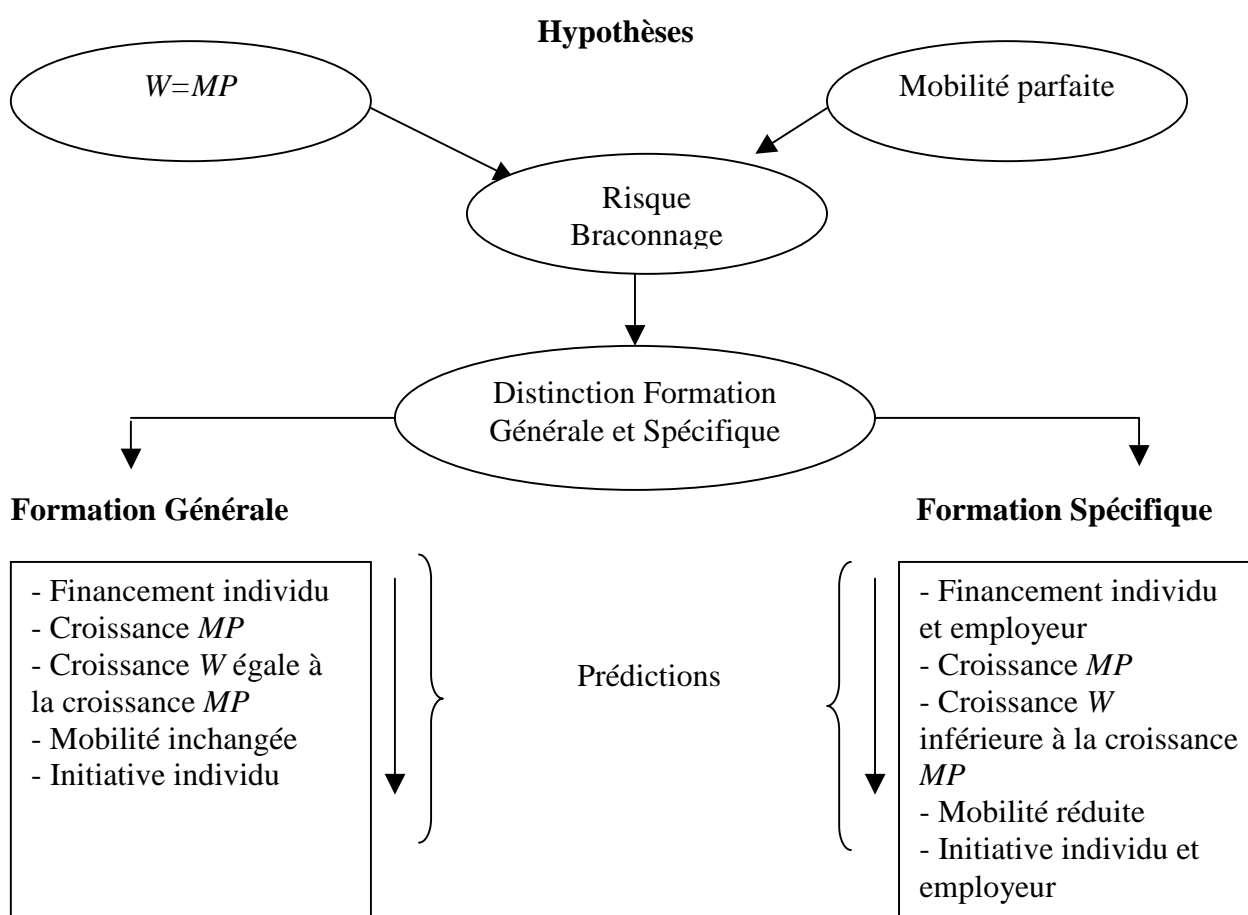 Hypothèses
W=MP
Mobilité parfaite
Risque
Braconnage
Distinction Formation
Générale et Spécifique
Formation Générale
- Financement individu
- Croissance MP
- Croissance W égale à
la croissance MP
- Mobilité inchangée
- Initiative individu
Prédictions
Formation Spécifique
- Financement individu
et employeur
- Croissance MP
- Croissance W
inférieure à la croissance
MP
- Mobilité réduite
- Initiative individu et
employeur